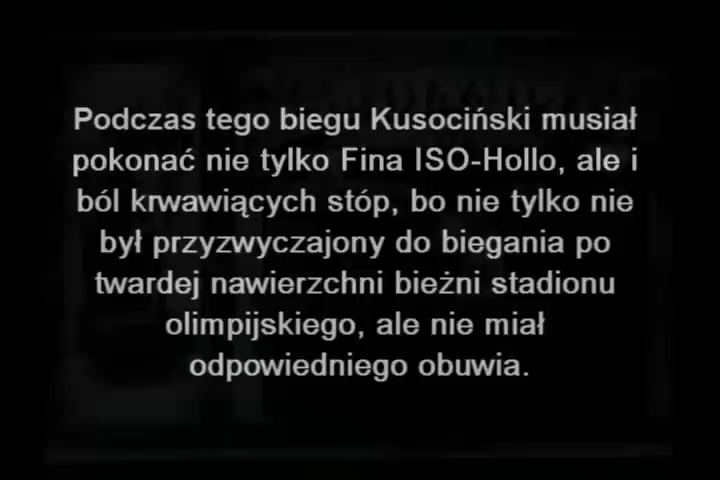 Podczas tego biegu Kusociński musiał
pokonać nie tylko Fina ISO-Hollo, ale i
ból krwawiących stóp, bo nie tylko nie
był przyzwyczajony do biegania po
twardej nawierzchni bieżni stadionu
olimpijskiego, ale nie miał
odpowiedniego obuwia.